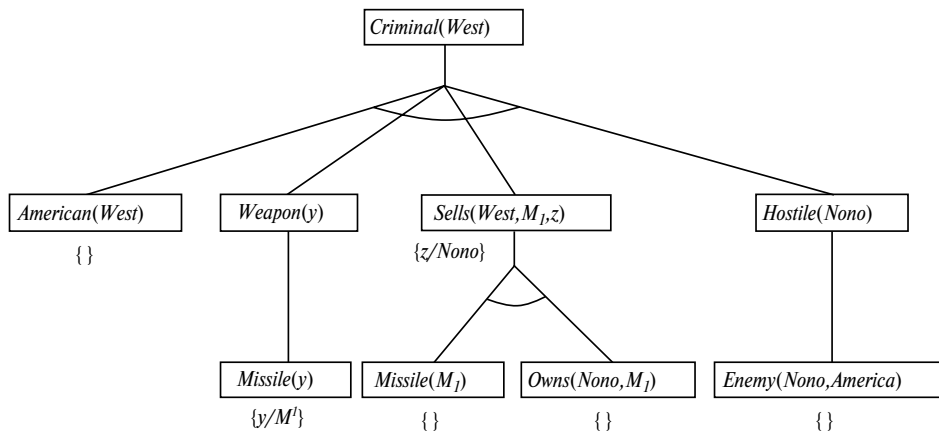 Criminal(West)
American(West)
Weapon(y)
Sells(West,M₁,z)
Hostile(Nono)
{ }
{z/Nono}
Missile(y)
Missile(M₁)
Owns(Nono,M₁)
Enemy(Nono,America)
{y/M¹}
{ }
{ }
{ }